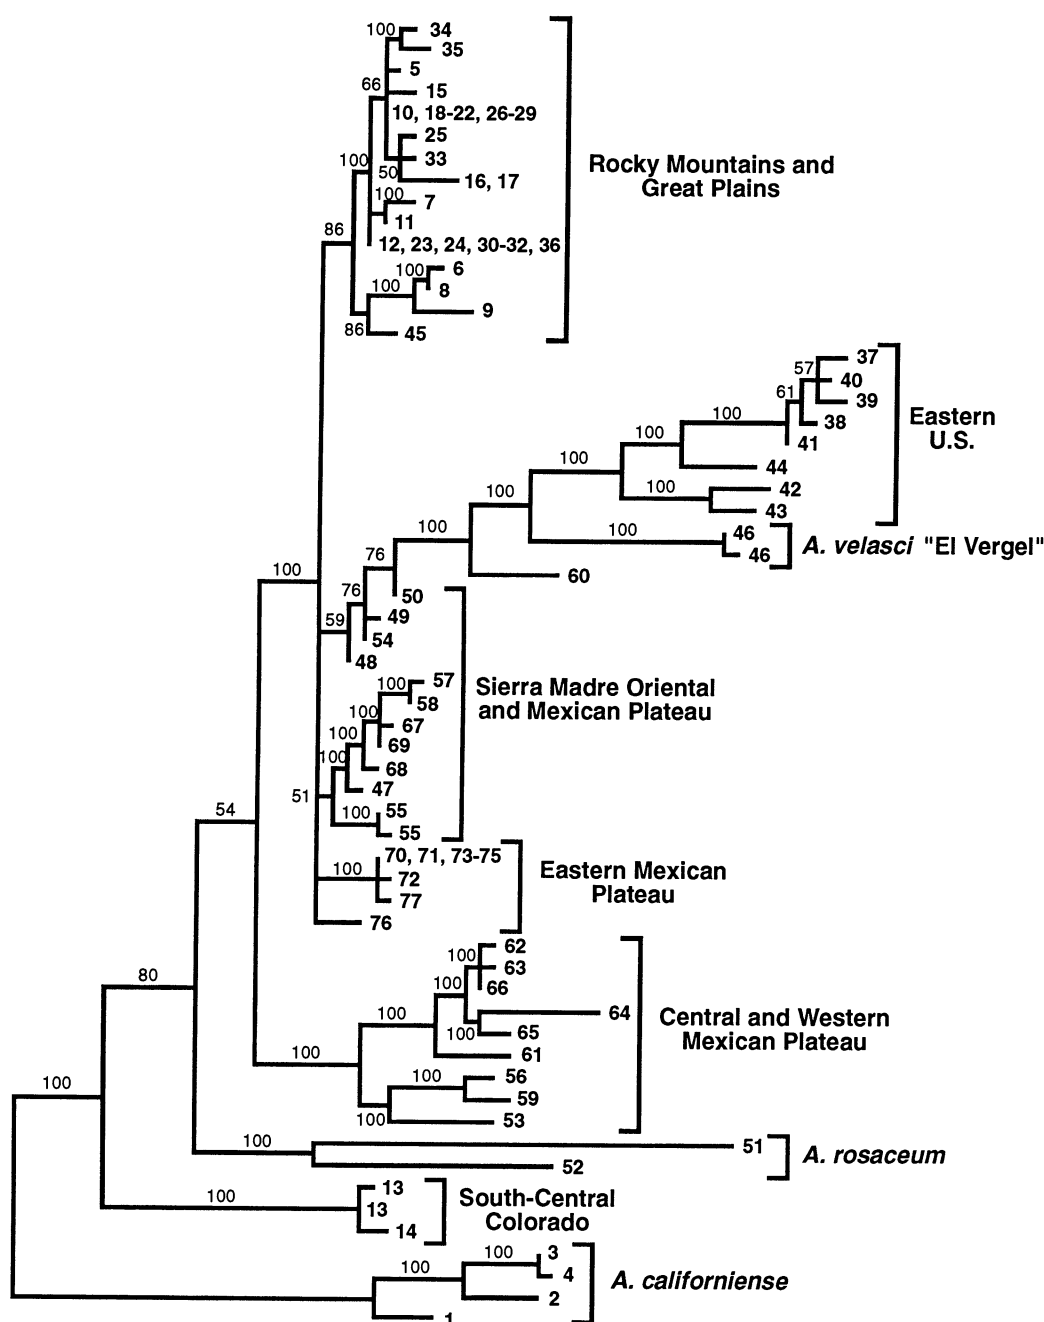 100 34
35
5
66 15
10, 18-22, 26-29
25
100 33
50 16, 17
Rocky Mountains and
Great Plains
100 7
11
86 12, 23, 24, 30-32, 36
100 6
100 8
9
86 45
37
57 40
61 39
100 38
41
Eastern
U.S.
100 44
100 100 42
43
100 100 46
46
A. velasci "El Vergel"
100
76 60
100 76 50
49
59 54
48
100 57
58
100 67
69
100 68
100 47
51 100 55
55
Sierra Madre Oriental
and Mexican Plateau
54
70, 71, 73-75
100 72
77
76
Eastern Mexican
Plateau
62
100 63
100 66
80 64
100 100 65
61
100 100 56
59
100 53
Central and Western
Mexican Plateau
100
100 51
52
A. rosaceum
100 13
13
14
South-Central
Colorado
100 3
100 4
2
1
A. californiense